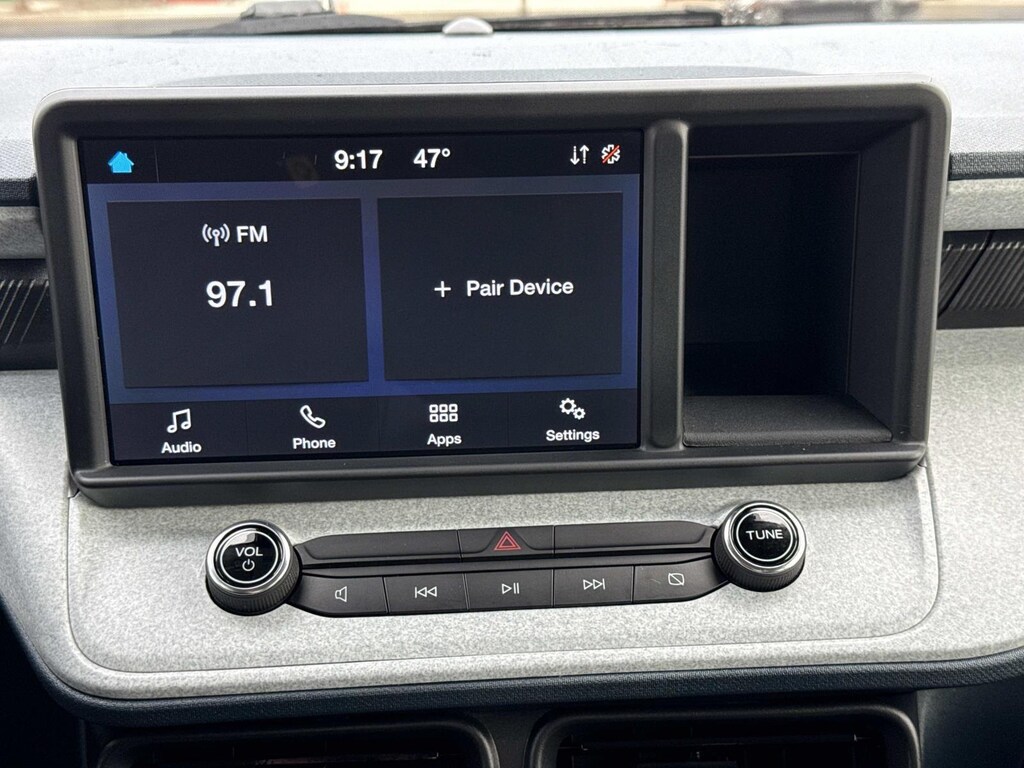 9:17 47°
FM
97.1
+ Pair Device
Audio Phone Apps Settings
VOL
TUNE